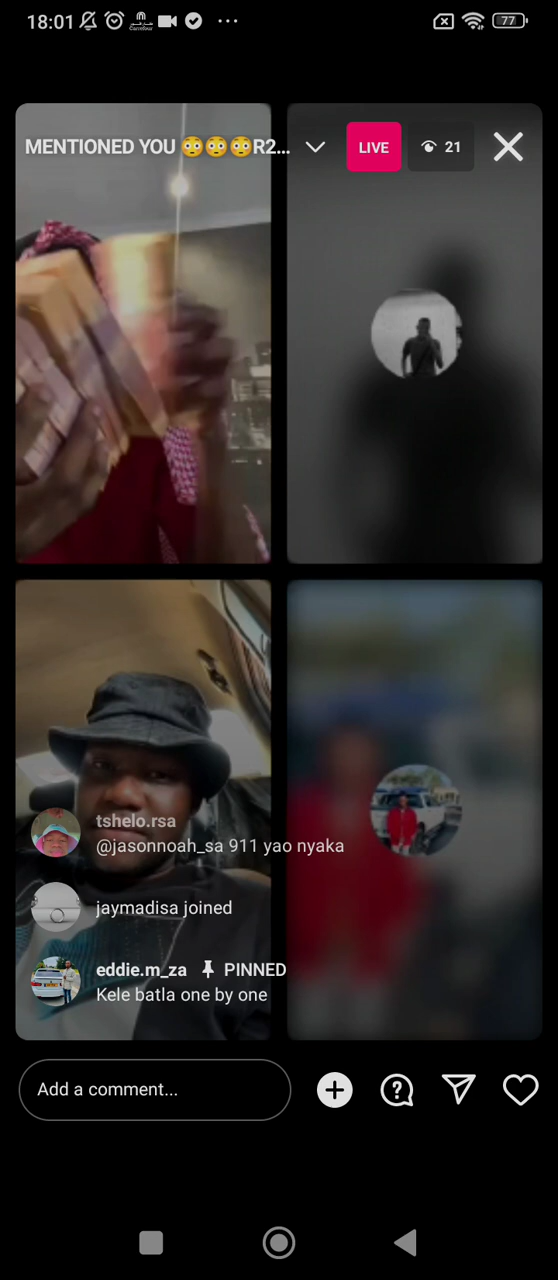 18:01
Carrefour
77
MENTIONED YOU 😳😳😳R2...
LIVE
21
tshelo.rsa
@jasonnoah_sa 911 yao nyaka
jaymadisa joined
eddie.m_za PINNED
Kele batla one by one
Add a comment...